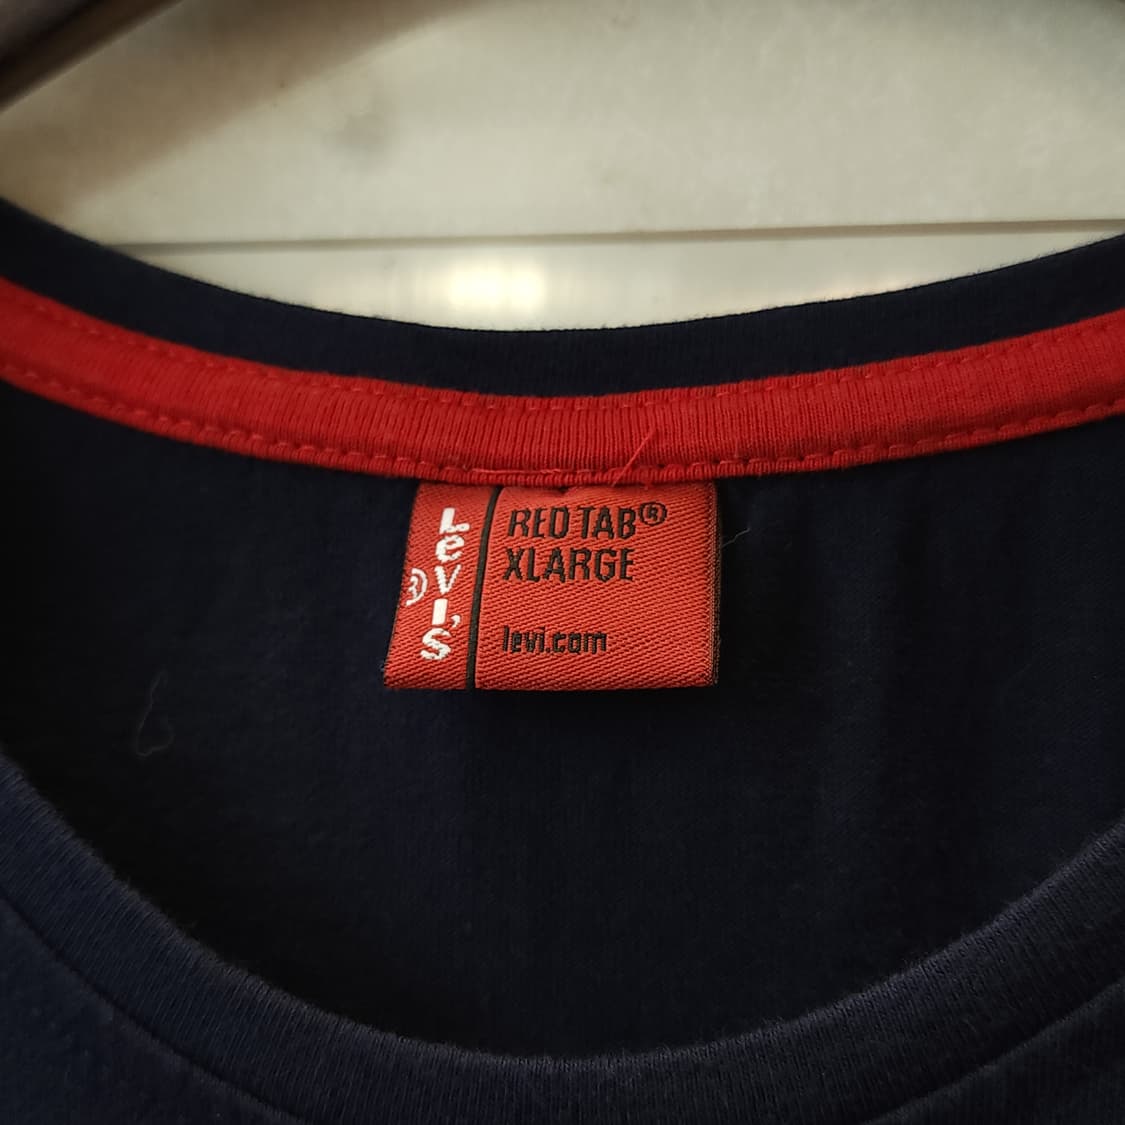 Levi's
®
RED TAB®
XLARGE
levi.com